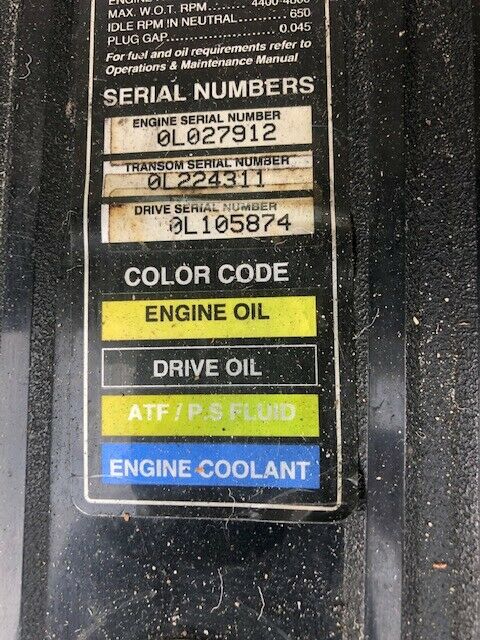 MAX. W.O.T. RPM 4400-4800
IDLE RPM IN NEUTRAL 650
PLUG GAP 0.045
For fuel and oil requirements refer to
Operations & Maintenance Manual
SERIAL NUMBERS
ENGINE SERIAL NUMBER
0L027912
TRANSOM SERIAL NUMBER
0L224311
DRIVE SERIAL NUMBER
0L105874
COLOR CODE
ENGINE OIL
DRIVE OIL
ATF / P.S FLUID
ENGINE COOLANT